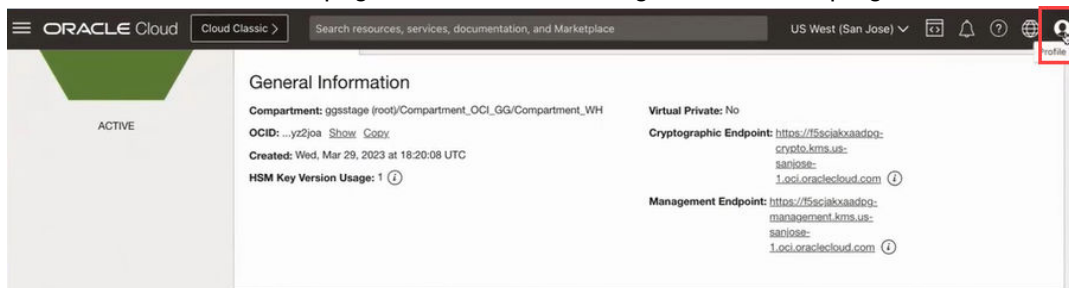 ORACLE Cloud Cloud Classic > Search resources, services, documentation, and Marketplace US West (San Jose)
Profile
General Information
ACTIVE
Compartment: ggsstage (root)/Compartment_OCI_GG/Compartment_WH
OCID: ...yz2joa Show Copy
Created: Wed, Mar 29, 2023 at 18:20:08 UTC
HSM Key Version Usage: 1
Virtual Private: No
Cryptographic Endpoint: https://f5scjakxaadpg-
crypto.kms.us-
sanjose-
1.oci.oraclecloud.com
Management Endpoint: https://f5scjakxaadpg-
management.kms.us-
sanjose-
1.oci.oraclecloud.com